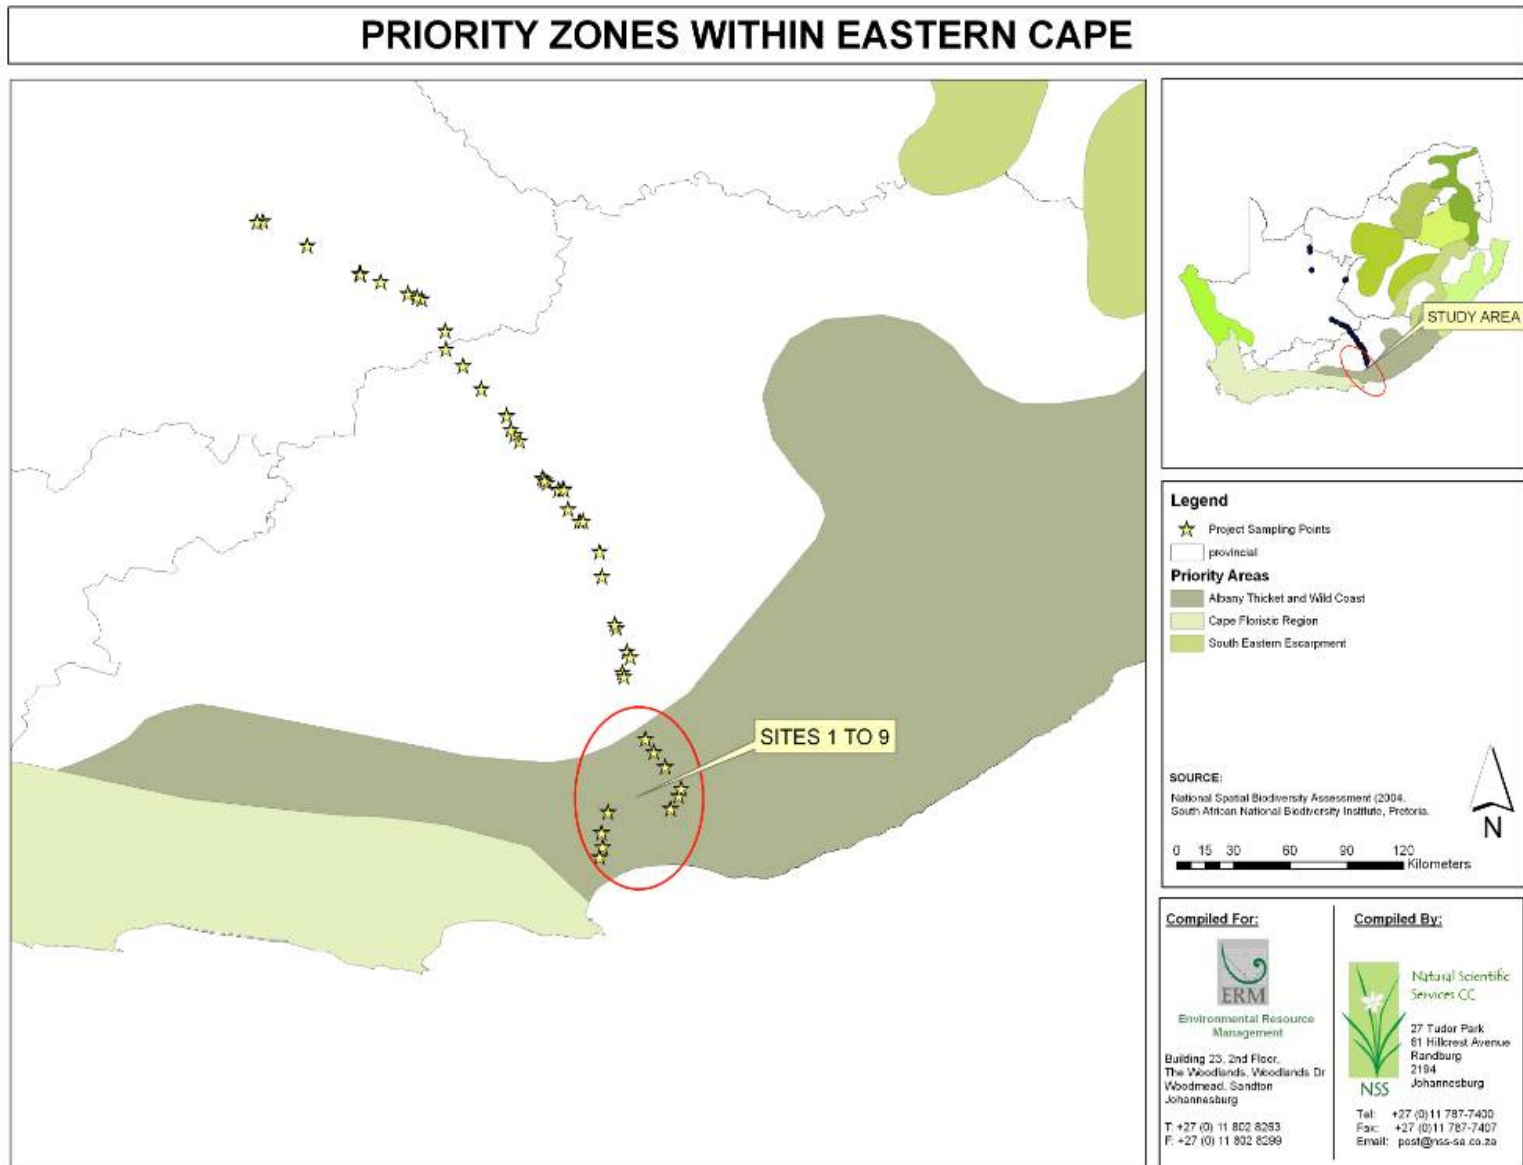 PRIORITY ZONES WITHIN EASTERN CAPE
SITES 1 TO 9
STUDY AREA
Legend
Project Sampling Points
provincial
Priority Areas
Albany Thicket and Wild Coast
Cape Floristic Region
South Eastern Escarpment
SOURCE:
National Spatial Biodiversity Assessment (2004.
South African National Biodiversity Institute, Pretoria.
N
0 15 30 60 90 120
Kilometers
Compiled For:
ERM
Environmental Resource
Management
Building 23, 2nd Floor,
The Woodlands, Woodlands Dr
Woodmead, Sandton
Johannesburg
T: +27 (0) 11 802 8263
F: +27 (0) 11 802 8299
Compiled By:
Natural Scientific
Services CC
27 Tudor Park
61 Hillcrest Avenue
Randburg
2194
Johannesburg
NSS
Tel: +27 (0)11 787-7400
Fax: +27 (0)11 787-7407
Email: post@nss-sa.co.za